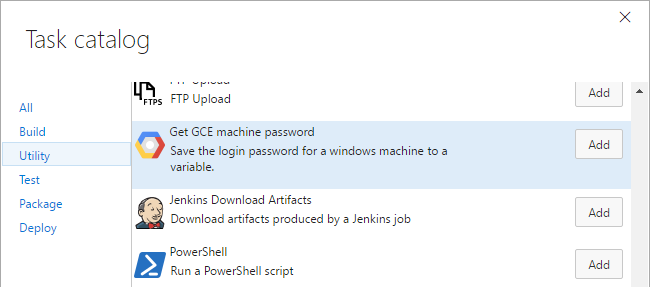 Task catalog
All
Build
Utility
Test
Package
Deploy
FTP Upload
FTPS
FTP Upload
Add
Get GCE machine password
Save the login password for a windows machine to a
variable.
Add
Jenkins Download Artifacts
Download artifacts produced by a Jenkins job
Add
PowerShell
Run a PowerShell script
Add